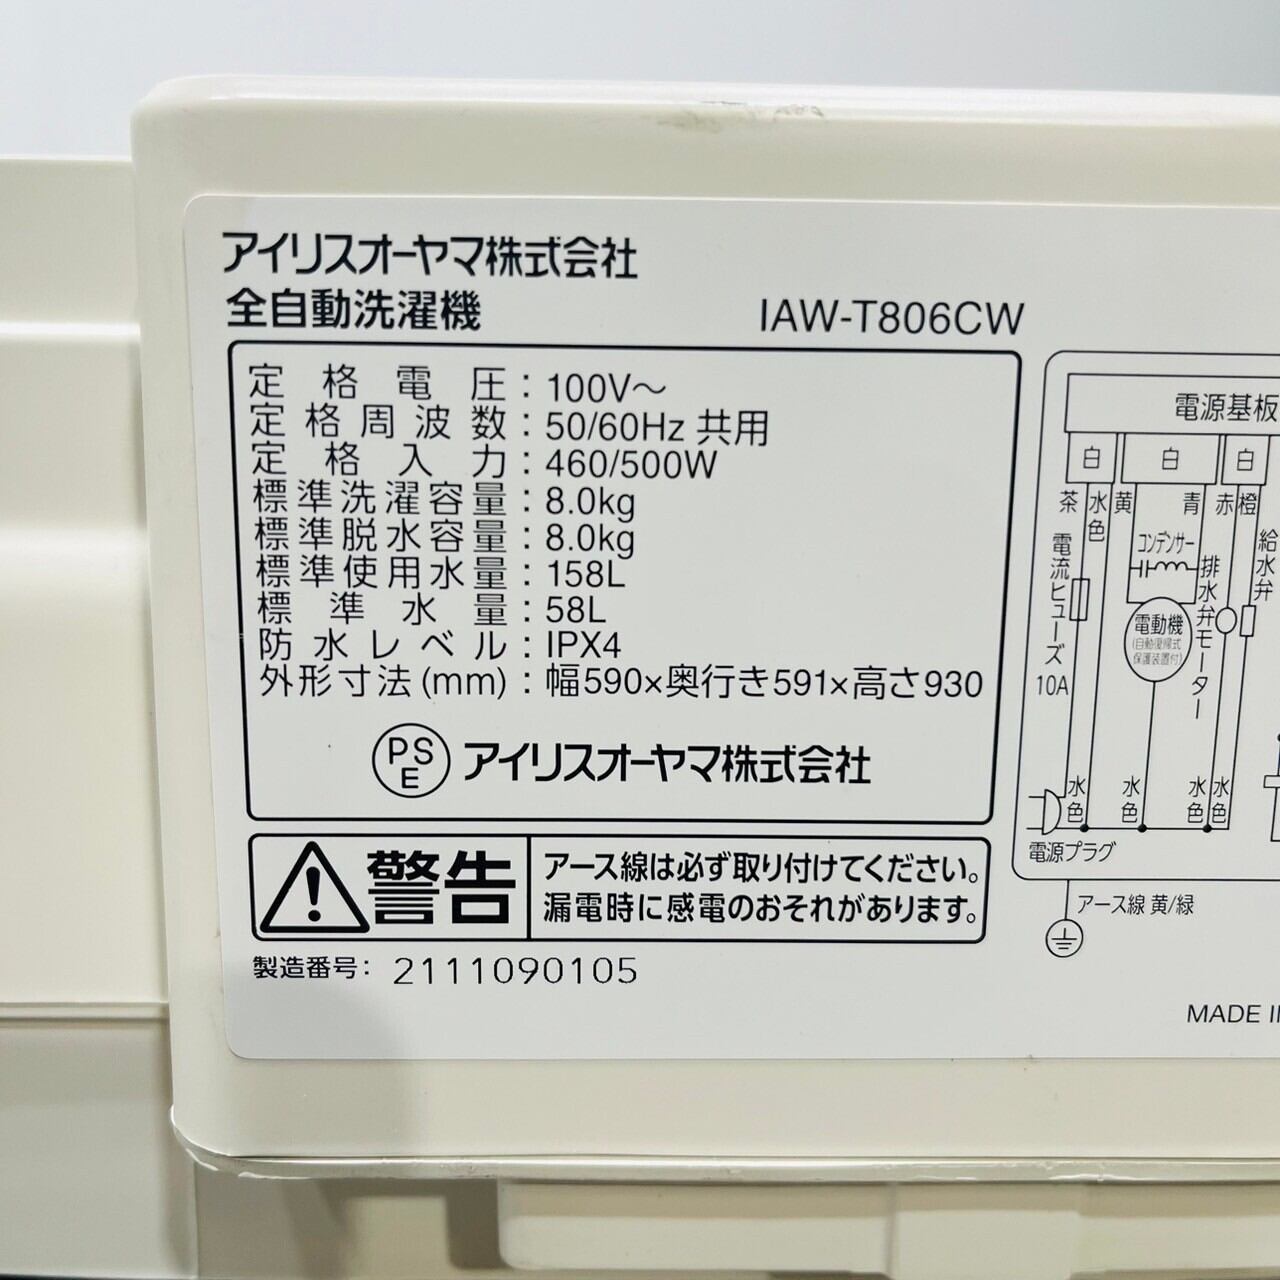 アイリスオーヤマ株式会社
全自動洗濯機 IAW-T806CW
定格電圧：100V～
定格周波数：50/60Hz 共用
定格入力：460/500W
標準洗濯容量：8.0kg
標準脱水容量：8.0kg
標準使用水量：158L
標準水量：58L
防水レベル：IPX4
外形寸法(mm)：幅590×奥行き591×高さ930
PSE アイリスオーヤマ株式会社
警告
アース線は必ず取り付けてください。
漏電時に感電のおそれがあります。
製造番号: 2111090105
電源基板
白 白 白
茶 水色 黄 青 赤 橙
電流ヒューズ 10A
コンデンサー
電動機
(自動復帰式
保護装置付)
排水弁モーター
給水弁
水色 水色 水色 水色
電源プラグ
アース線 黄/緑
MADE I